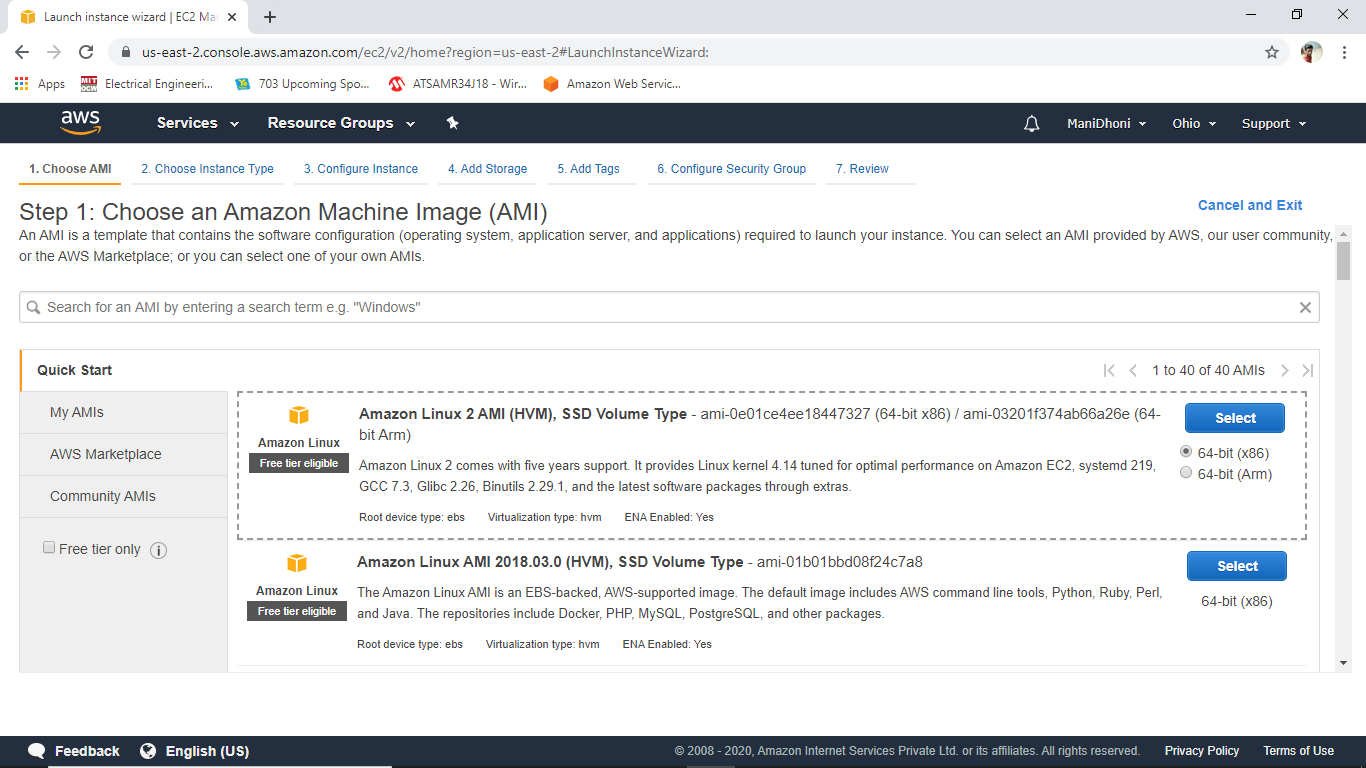 Launch instance wizard | EC2 Ma
us-east-2.console.aws.amazon.com/ec2/v2/home?region=us-east-2#LaunchInstanceWizard:
Apps
MIT OCW Electrical Engineeri...
703 Upcoming Spo...
ATSAMR34J18 - Wir...
Amazon Web Servic...
aws
Services
Resource Groups
ManiDhoni
Ohio
Support
1. Choose AMI
2. Choose Instance Type
3. Configure Instance
4. Add Storage
5. Add Tags
6. Configure Security Group
7. Review
Step 1: Choose an Amazon Machine Image (AMI)
Cancel and Exit
An AMI is a template that contains the software configuration (operating system, application server, and applications) required to launch your instance. You can select an AMI provided by AWS, our user community,
or the AWS Marketplace; or you can select one of your own AMIs.
Search for an AMI by entering a search term e.g. "Windows"
Quick Start
1 to 40 of 40 AMIs
My AMIs
AWS Marketplace
Community AMIs
Free tier only
Amazon Linux
Free tier eligible
Amazon Linux 2 AMI (HVM), SSD Volume Type - ami-0e01ce4ee18447327 (64-bit x86) / ami-03201f374ab66a26e (64-
bit Arm)
Amazon Linux 2 comes with five years support. It provides Linux kernel 4.14 tuned for optimal performance on Amazon EC2, systemd 219,
GCC 7.3, Glibc 2.26, Binutils 2.29.1, and the latest software packages through extras.
Root device type: ebs
Virtualization type: hvm
ENA Enabled: Yes
Select
64-bit (x86)
64-bit (Arm)
Amazon Linux
Free tier eligible
Amazon Linux AMI 2018.03.0 (HVM), SSD Volume Type - ami-01b01bbd08f24c7a8
The Amazon Linux AMI is an EBS-backed, AWS-supported image. The default image includes AWS command line tools, Python, Ruby, Perl,
and Java. The repositories include Docker, PHP, MySQL, PostgreSQL, and other packages.
Root device type: ebs
Virtualization type: hvm
ENA Enabled: Yes
Select
64-bit (x86)
Feedback
English (US)
© 2008 - 2020, Amazon Internet Services Private Ltd. or its affiliates. All rights reserved.
Privacy Policy
Terms of Use